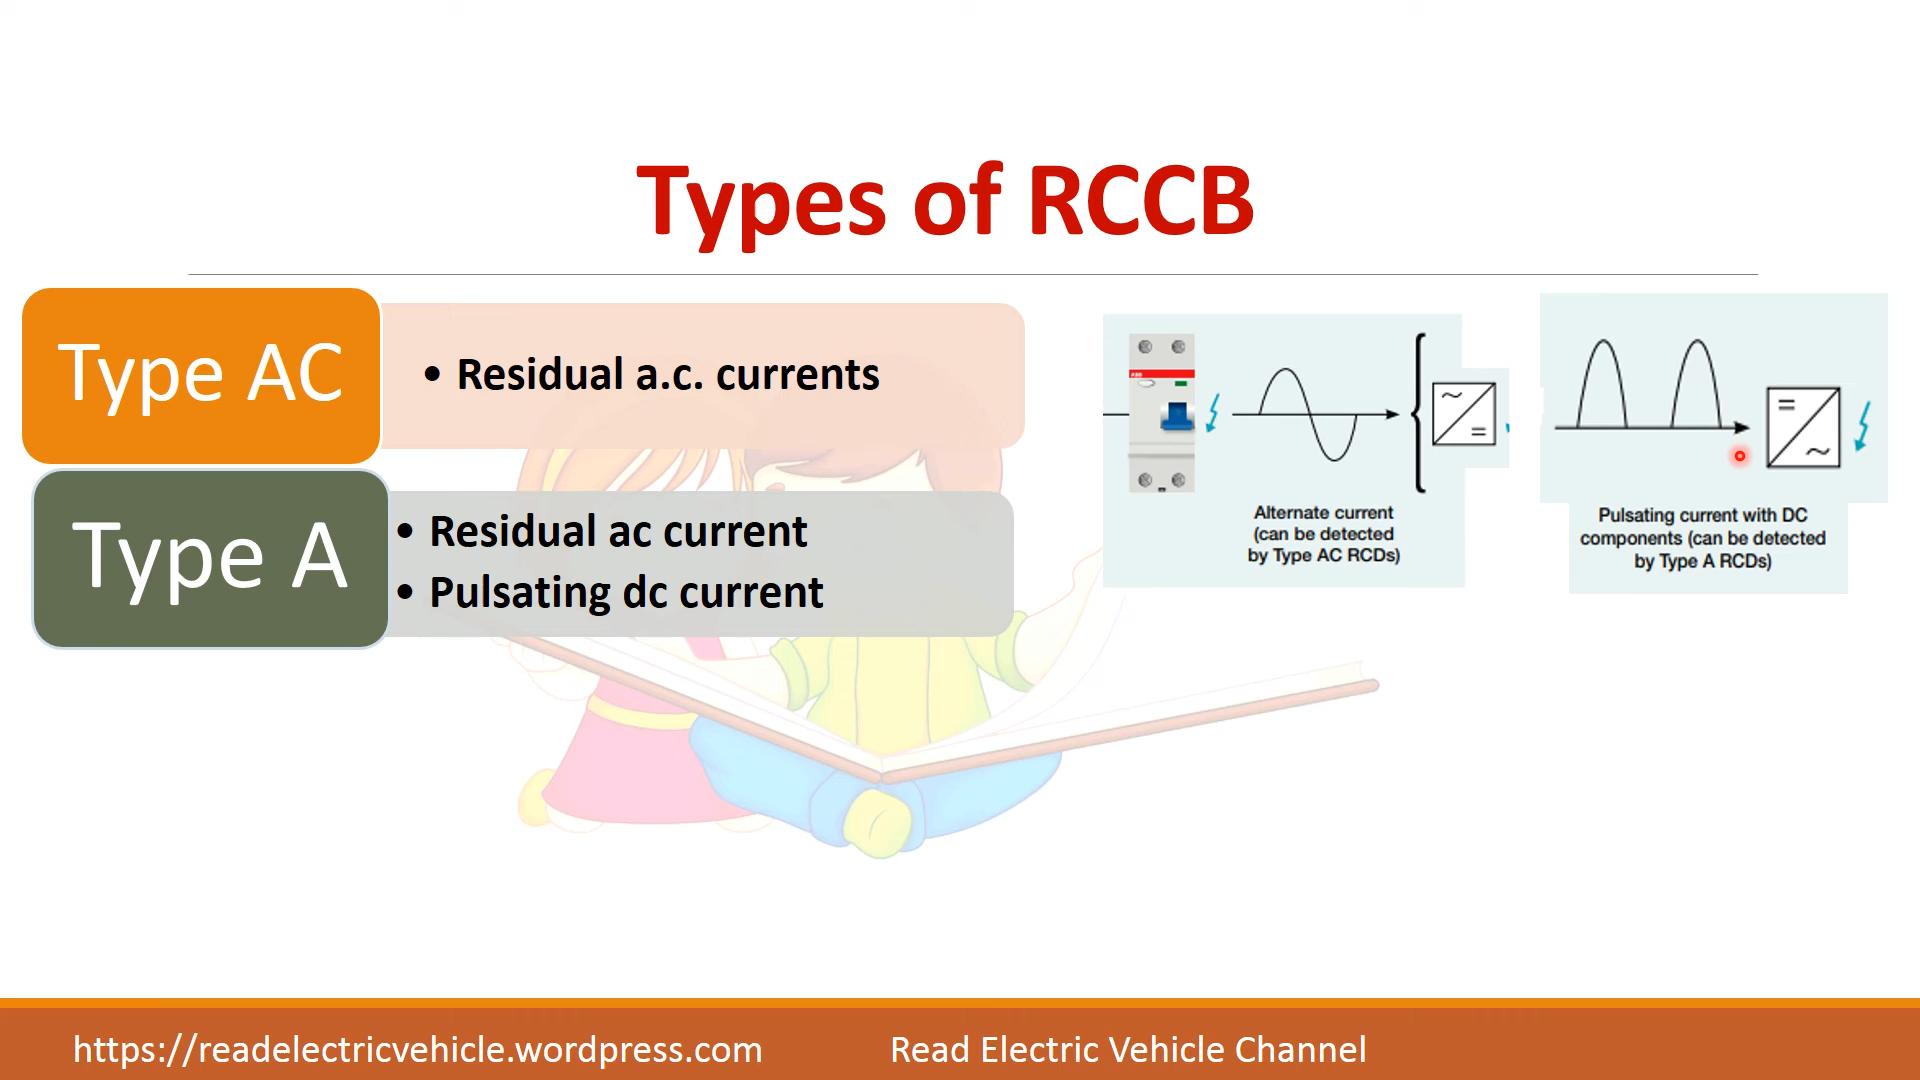 Types of RCCB
Type AC
• Residual a.c. currents
Type A
• Residual ac current
• Pulsating dc current
ABB
Alternate current
(can be detected
by Type AC RCDs)
Pulsating current with DC
components (can be detected
by Type A RCDs)
https://readelectricvehicle.wordpress.com
Read Electric Vehicle Channel